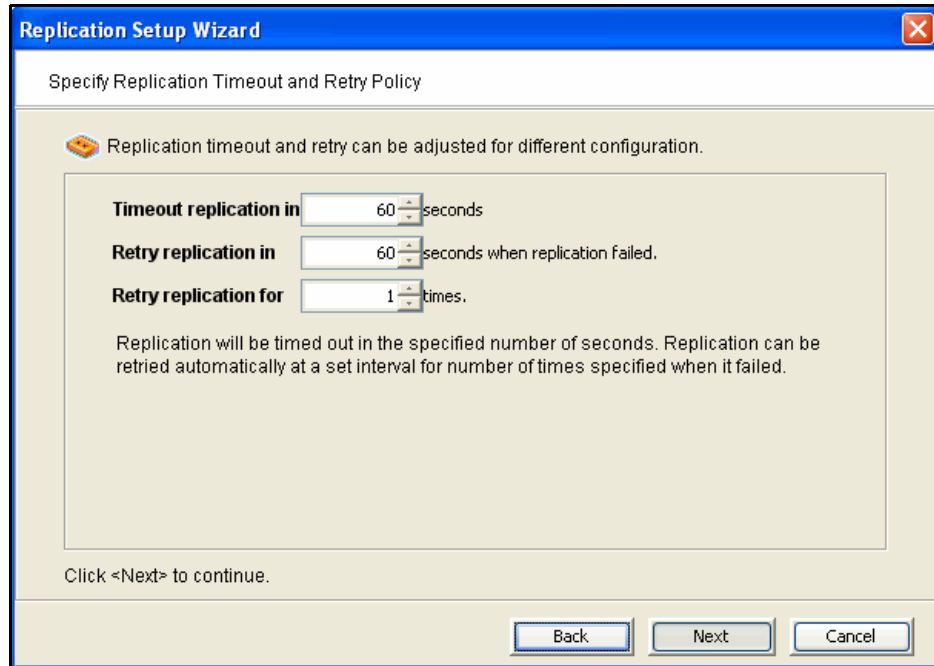 Replication Setup Wizard
Specify Replication Timeout and Retry Policy
Replication timeout and retry can be adjusted for different configuration.
Timeout replication in 60 seconds
Retry replication in 60 seconds when replication failed.
Retry replication for 1 times.
Replication will be timed out in the specified number of seconds. Replication can be
retried automatically at a set interval for number of times specified when it failed.
Click <Next> to continue.
Back Next Cancel